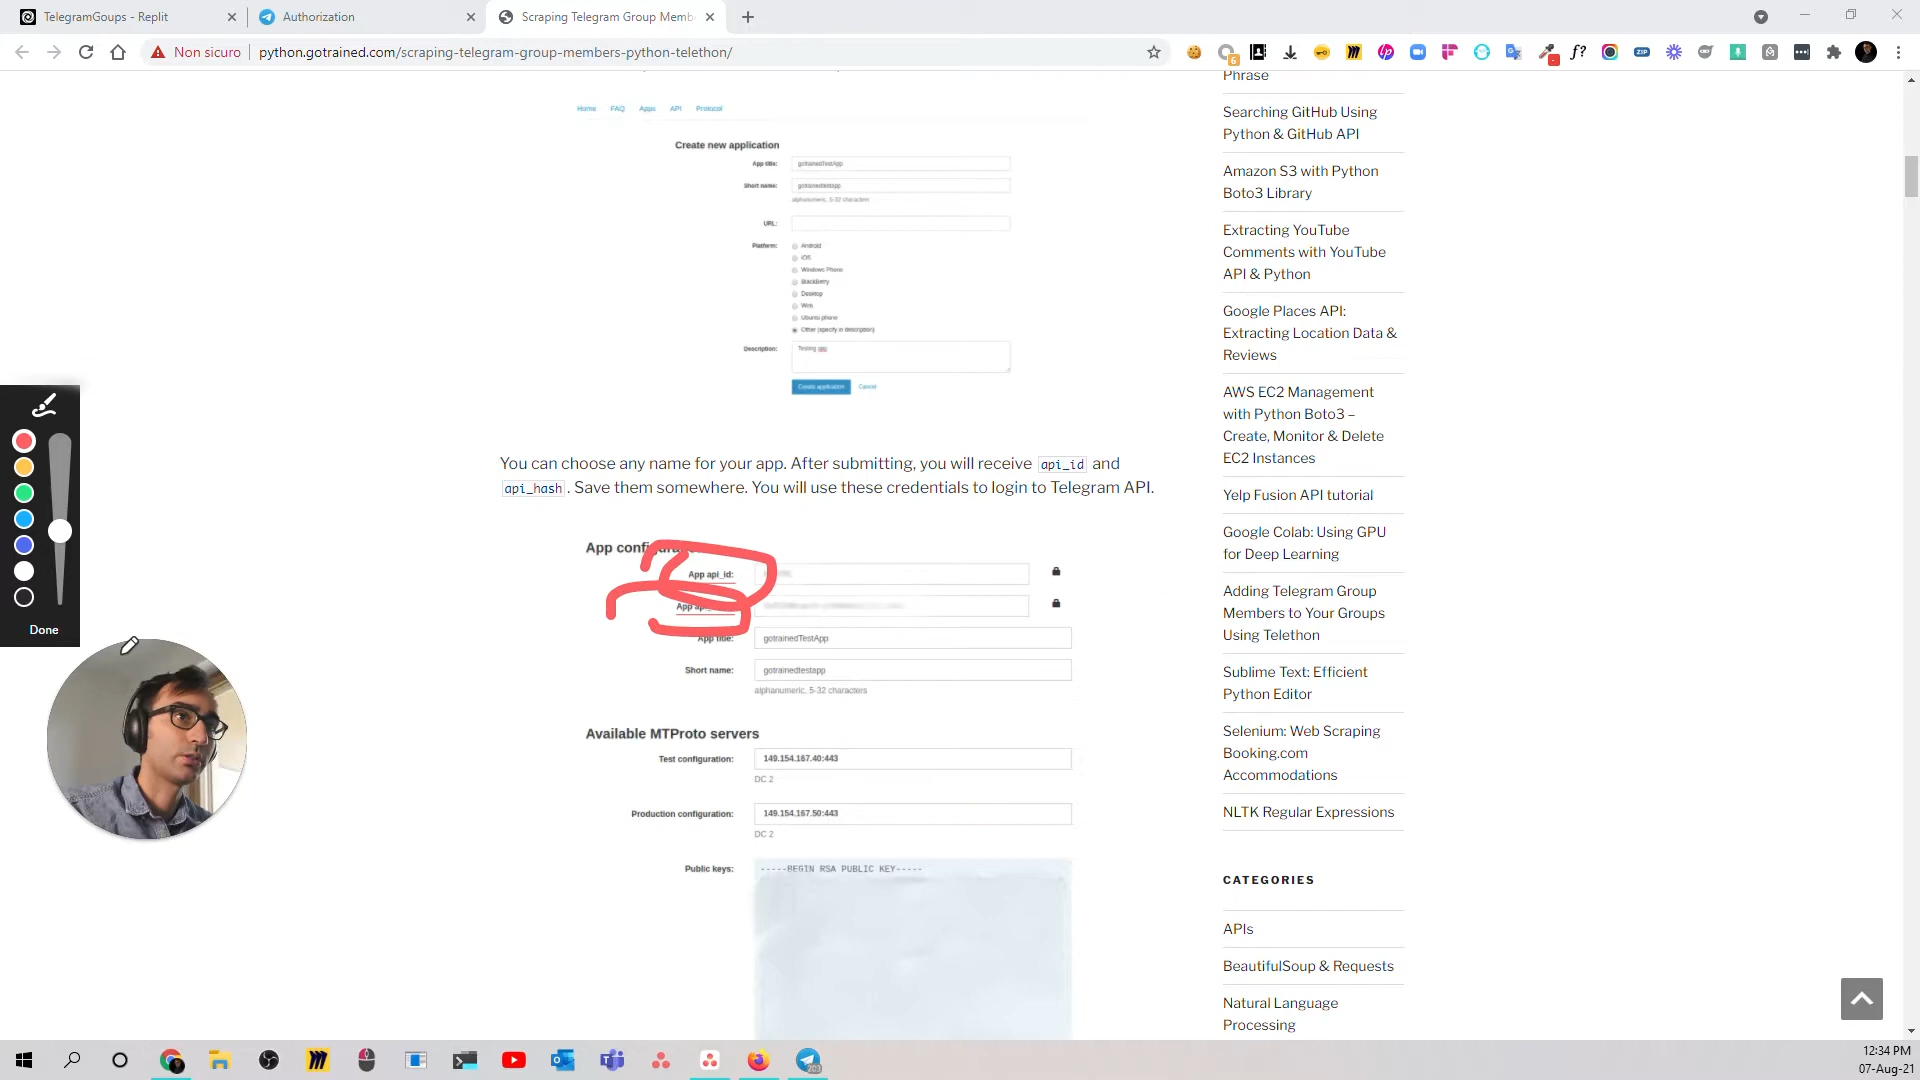 TelegramGoups - Replit
Authorization
Scraping Telegram Group Memb
Non sicuro
python.gotrained.com/scraping-telegram-group-members-python-telethon/
Home FAQ Apps API Protocol
Create new application
App title: gotrainedTestApp
Short name: gotrainedtestapp
alphanumeric, 5-32 characters
URL:
Platform: Android
iOS
Windows Phone
BlackBerry
Desktop
Web
Ubuntu phone
Other (specify in description)
Description: Testing app
Create application Cancel
You can choose any name for your app. After submitting, you will receive api_id and
api_hash. Save them somewhere. You will use these credentials to login to Telegram API.
App
App api_id:
App
App title: gotrainedTestApp
Short name: gotrainedtestapp
alphanumeric, 5-32 characters
Available MTProto servers
Test configuration: 149.154.167.40:443
DC 2
Production configuration: 149.154.167.50:443
DC 2
Public keys: -----BEGIN RSA PUBLIC KEY-----
Phrase
Searching GitHub Using
Python & GitHub API
Amazon S3 with Python
Boto3 Library
Extracting YouTube
Comments with YouTube
API & Python
Google Places API:
Extracting Location Data &
Reviews
AWS EC2 Management
with Python Boto3 –
Create, Monitor & Delete
EC2 Instances
Yelp Fusion API tutorial
Google Colab: Using GPU
for Deep Learning
Adding Telegram Group
Members to Your Groups
Using Telethon
Sublime Text: Efficient
Python Editor
Selenium: Web Scraping
Booking.com
Accommodations
NLTK Regular Expressions
CATEGORIES
APIs
BeautifulSoup & Requests
Natural Language
Processing
Done
12:34 PM
07-Aug-21